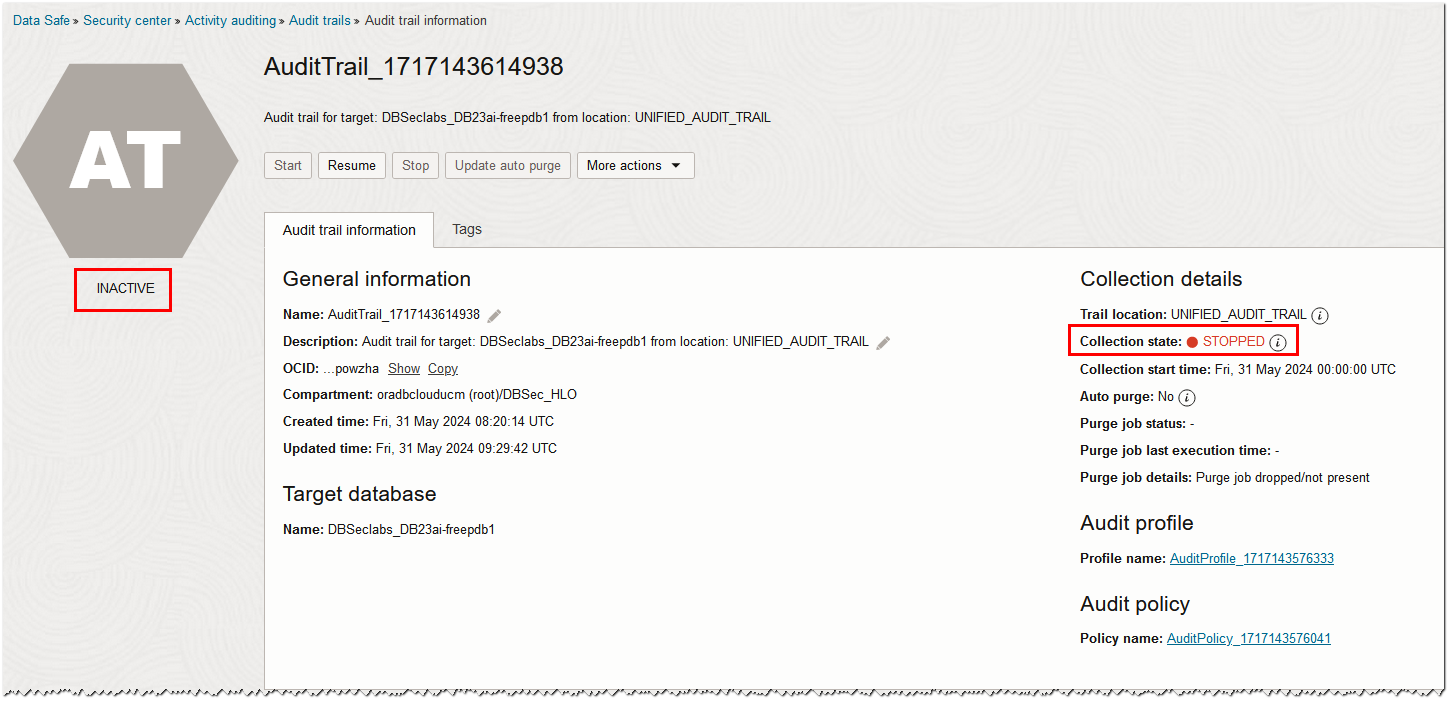 Data Safe » Security center » Activity auditing » Audit trails » Audit trail information
AT
INACTIVE
AuditTrail_1717143614938
Audit trail for target: DBSeclabs_DB23ai-freepdb1 from location: UNIFIED_AUDIT_TRAIL
Start Resume Stop Update auto purge More actions
Audit trail information Tags
General information
Name: AuditTrail_1717143614938
Description: Audit trail for target: DBSeclabs_DB23ai-freepdb1 from location: UNIFIED_AUDIT_TRAIL
OCID: ...powzha Show Copy
Compartment: oradbclouducm (root)/DBSec_HLO
Created time: Fri, 31 May 2024 08:20:14 UTC
Updated time: Fri, 31 May 2024 09:29:42 UTC
Target database
Name: DBSeclabs_DB23ai-freepdb1
Collection details
Trail location: UNIFIED_AUDIT_TRAIL i
Collection state: STOPPED i
Collection start time: Fri, 31 May 2024 00:00:00 UTC
Auto purge: No i
Purge job status: -
Purge job last execution time: -
Purge job details: Purge job dropped/not present
Audit profile
Profile name: AuditProfile_1717143576333
Audit policy
Policy name: AuditPolicy_1717143576041